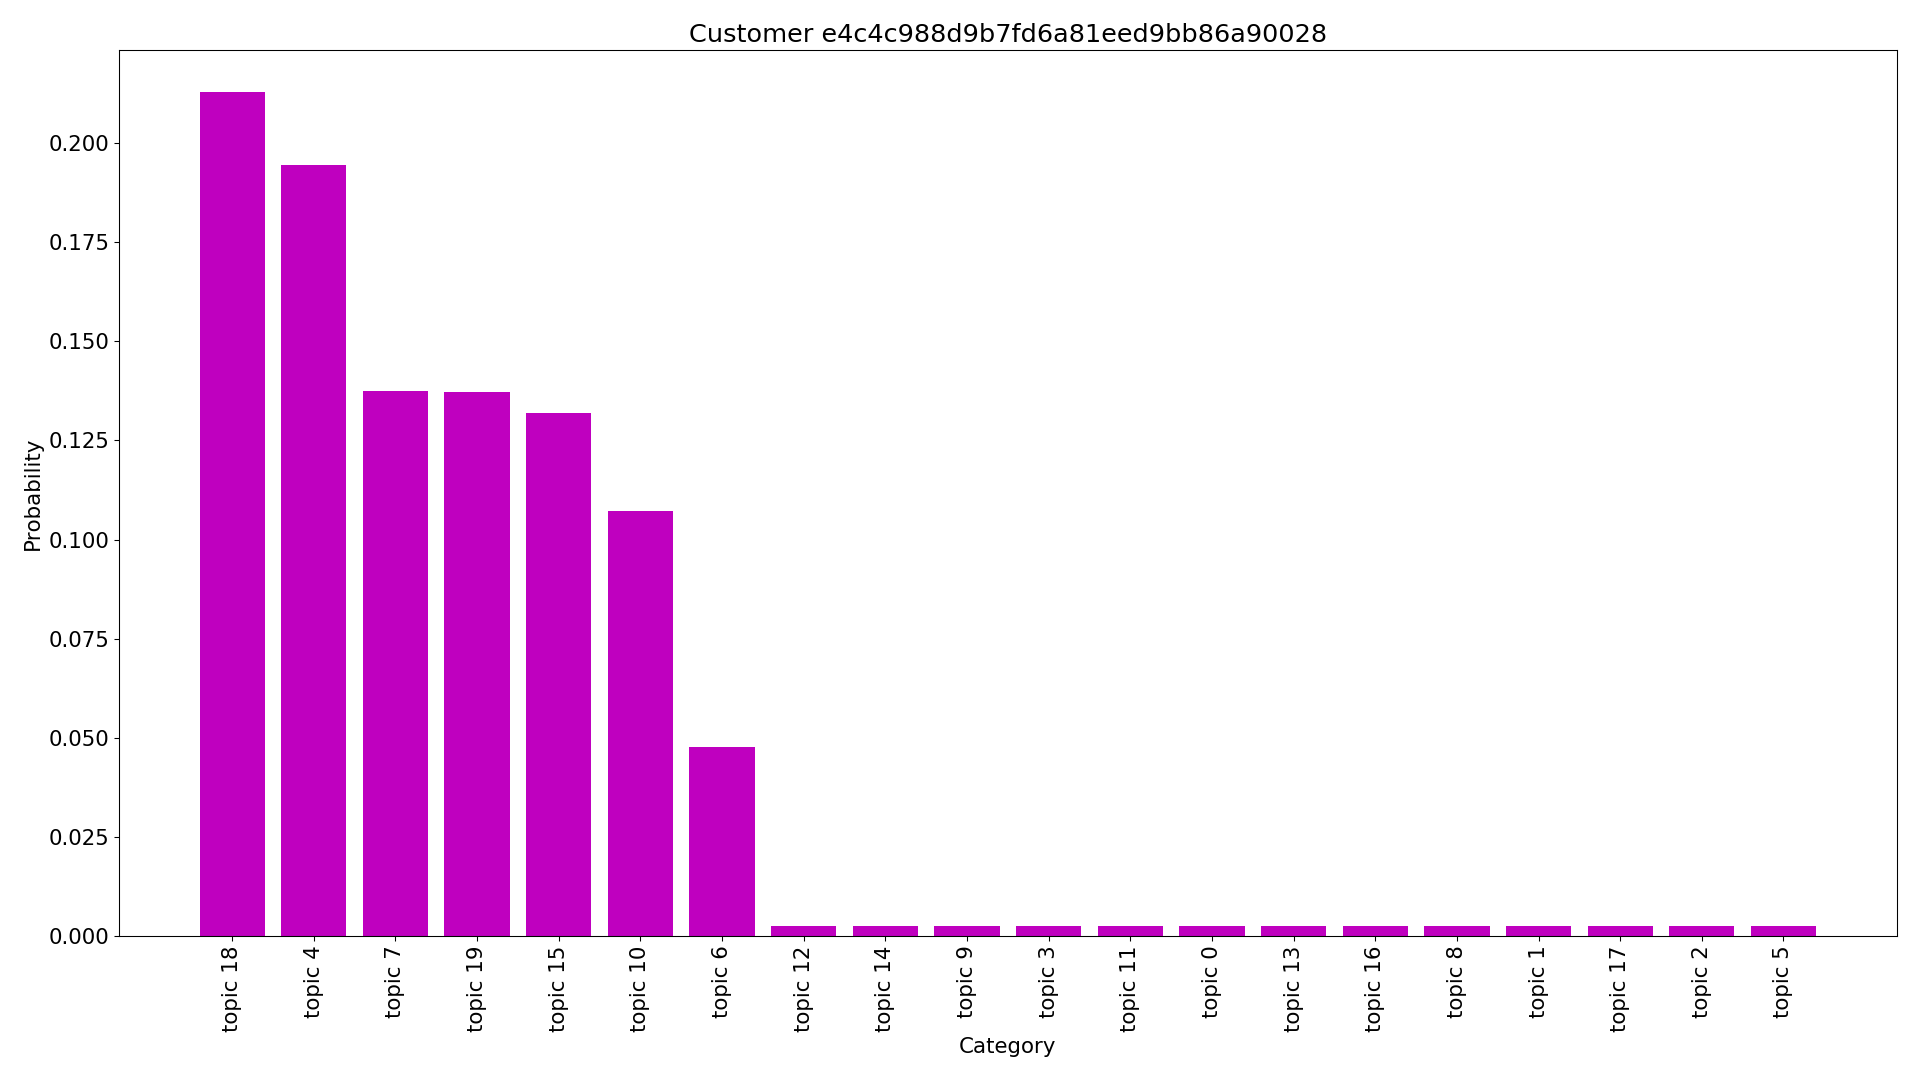 Customer e4c4c988d9b7fd6a81eed9bb86a90028
Probability
0.200
0.175
0.150
0.125
0.100
0.075
0.050
0.025
0.000
topic 18
topic 4
topic 7
topic 19
topic 15
topic 10
topic 6
topic 12
topic 14
topic 9
topic 3
topic 11
topic 0
topic 13
topic 16
topic 8
topic 1
topic 17
topic 2
topic 5
Category